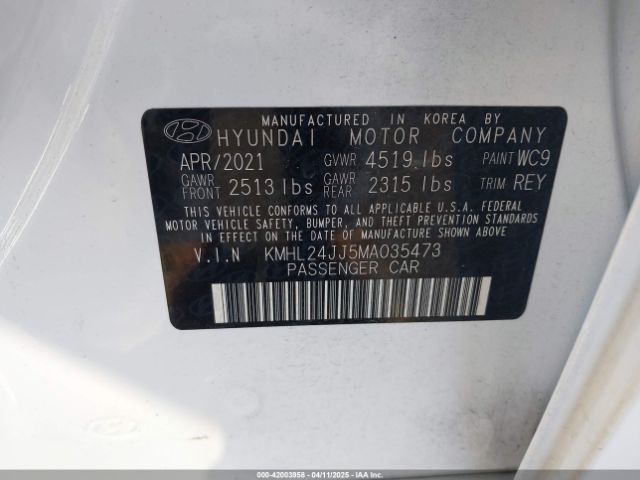 MANUFACTURED IN KOREA BY
HYUNDAI MOTOR COMPANY
APR/2021 GVWR 4519 lbs PAINT WC9
GAWR FRONT 2513 lbs GAWR REAR 2315 lbs TRIM REY
THIS VEHICLE CONFORMS TO ALL APPLICABLE U.S.A. FEDERAL
MOTOR VEHICLE SAFETY, BUMPER, AND THEFT PREVENTION STANDARDS
IN EFFECT ON THE DATE OF MANUFACTURE SHOWN ABOVE.
V.I.N KMHL24JJ5MA035473
PASSENGER CAR
000-42003958 - 04/11/2025 - IAA Corp.